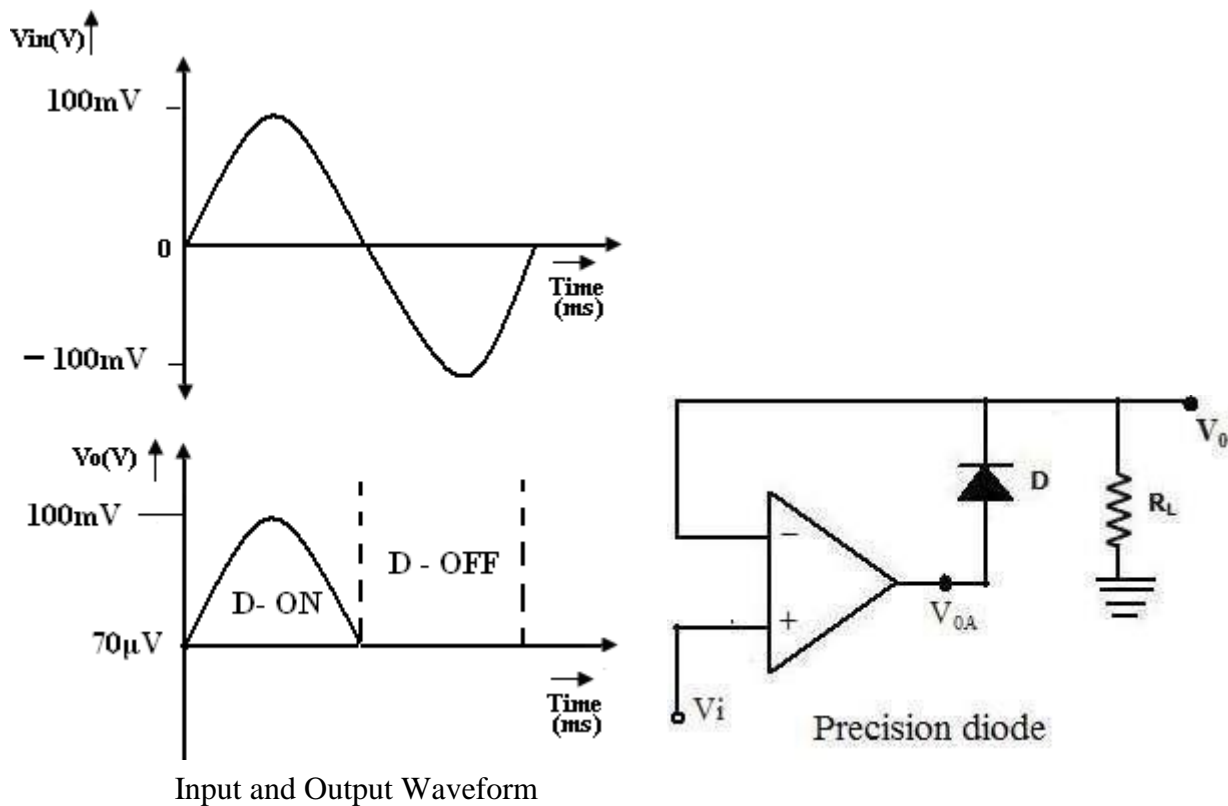 Vin(V)
100mV
0
Time
(ms)
－100mV
Vo(V)
100mV
D- ON
D - OFF
70μV
Time
(ms)
Input and Output Waveform
V₀
D
R_L
−
+
V₀A
Vi
Precision diode